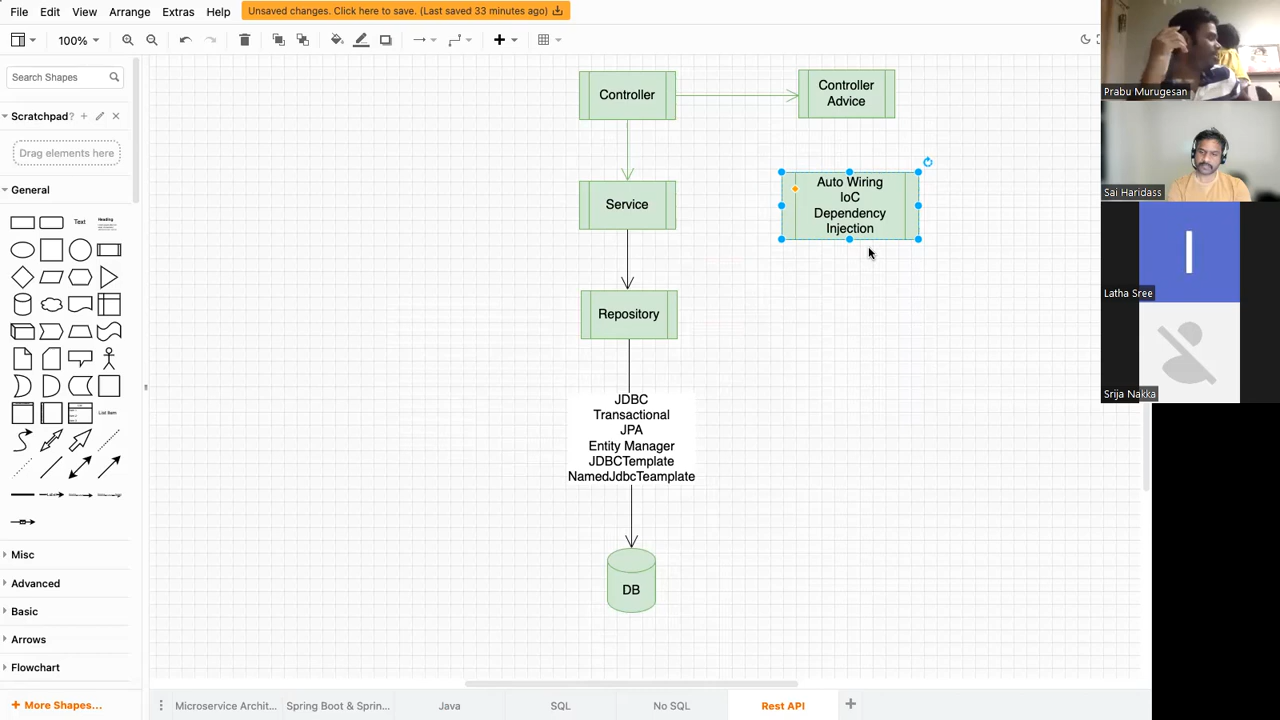 File Edit View Arrange Extras Help
Unsaved changes. Click here to save. (Last saved 33 minutes ago)
100%
Search Shapes
Scratchpad
?
Drag elements here
General
Text
Heading
List Item
Misc
Advanced
Basic
Arrows
Flowchart
+ More Shapes...
Controller
Controller
Advice
Service
Auto Wiring
IoC
Dependency
Injection
Repository
JDBC
Transactional
JPA
Entity Manager
JDBCTemplate
NamedJdbcTeamplate
DB
Microservice Archit...
Spring Boot & Sprin...
Java
SQL
No SQL
Rest API
Prabu Murugesan
Sai Haridass
l
Latha Sree
Srija Nakka